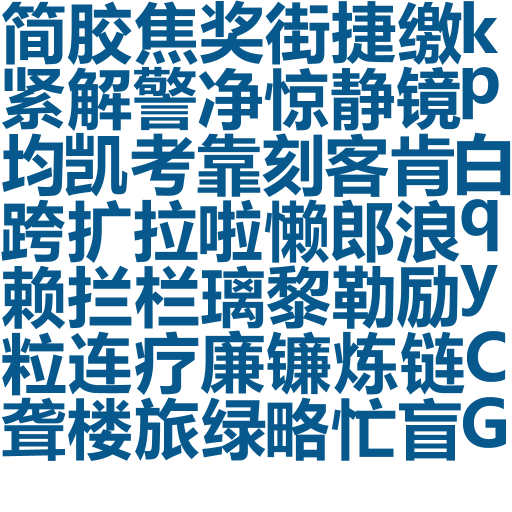 简胶焦奖街捷缴k
紧解警净惊静镜p
均凯考靠刻客肯白
跨扩拉啦懒郎浪q
赖拦栏璃黎勒励y
粒连疗廉镰炼链C
聋楼旅绿略忙盲G